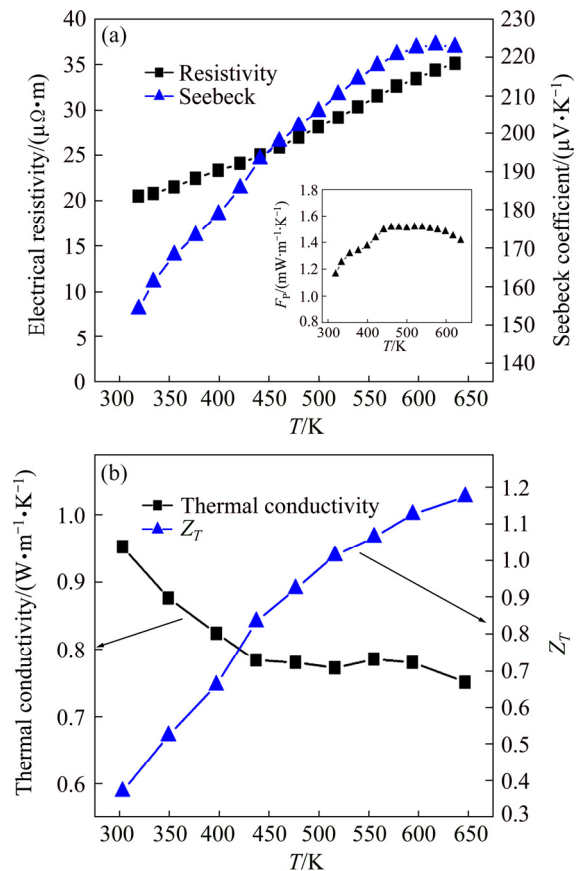 (a)
Resistivity
Seebeck
Electrical resistivity/(μΩ•m)
40
35
30
25
20
15
10
5
0
Seebeck coefficient/(μV•K⁻¹)
230
220
210
200
190
180
170
160
150
140
300 350 400 450 500 550 600 650
T/K
Fₚ/(mW•m⁻¹•K⁻¹)
1.8
1.6
1.4
1.2
1.0
0.8
300 400 500 600
T/K
(b)
Thermal conductivity
Z_T
Thermal conductivity/(W•m⁻¹•K⁻¹)
1.0
0.9
0.8
0.7
0.6
Z_T
1.2
1.1
1.0
0.9
0.8
0.7
0.6
0.5
0.4
0.3
300 350 400 450 500 550 600 650
T/K